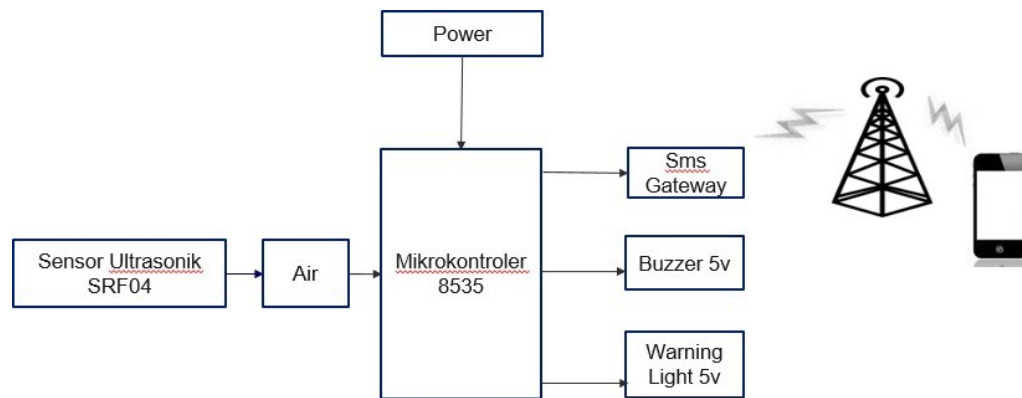 Power
Sms
Gateway
Sensor Ultrasonik
SRF04
Air
Mikrokontroler
8535
Buzzer 5v
Warning
Light 5v